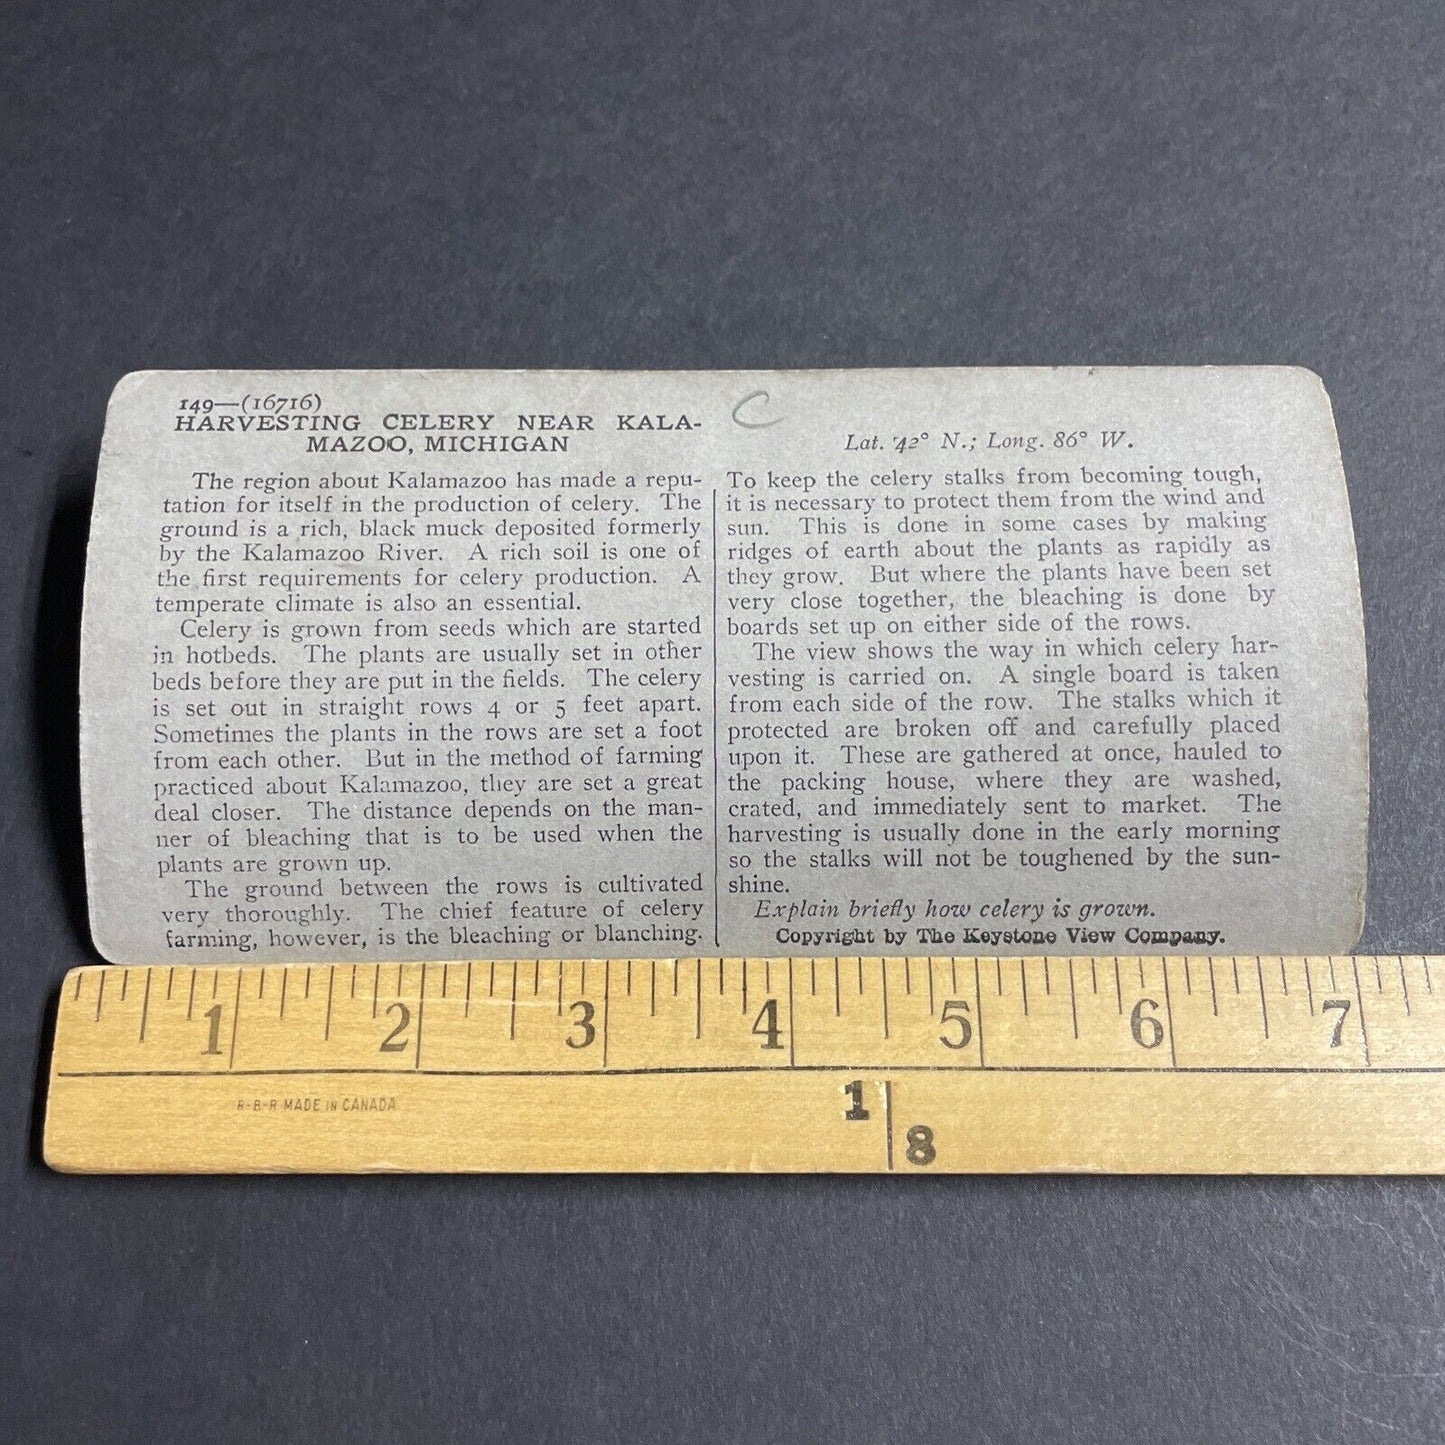 149—(16716)
HARVESTING CELERY NEAR KALA-
MAZOO, MICHIGAN
The region about Kalamazoo has made a repu-
tation for itself in the production of celery. The
ground is a rich, black muck deposited formerly
by the Kalamazoo River. A rich soil is one of
the first requirements for celery production. A
temperate climate is also an essential.
Celery is grown from seeds which are started
in hotbeds. The plants are usually set in other
beds before they are put in the fields. The celery
is set out in straight rows 4 or 5 feet apart.
Sometimes the plants in the rows are set a foot
from each other. But in the method of farming
practiced about Kalamazoo, they are set a great
deal closer. The distance depends on the man-
ner of bleaching that is to be used when the
plants are grown up.
The ground between the rows is cultivated
very thoroughly. The chief feature of celery
farming, however, is the bleaching or blanching.
C
Lat. 42° N.; Long. 86° W.
To keep the celery stalks from becoming tough,
it is necessary to protect them from the wind and
sun. This is done in some cases by making
ridges of earth about the plants as rapidly as
they grow. But where the plants have been set
very close together, the bleaching is done by
boards set up on either side of the rows.
The view shows the way in which celery har-
vesting is carried on. A single board is taken
from each side of the row. The stalks which it
protected are broken off and carefully placed
upon it. These are gathered at once, hauled to
the packing house, where they are washed,
crated, and immediately sent to market. The
harvesting is usually done in the early morning
so the stalks will not be toughened by the sun-
shine.
Explain briefly how celery is grown.
Copyright by The Keystone View Company.
1 2 3 4 5 6 7
R-B-R MADE IN CANADA
1
8